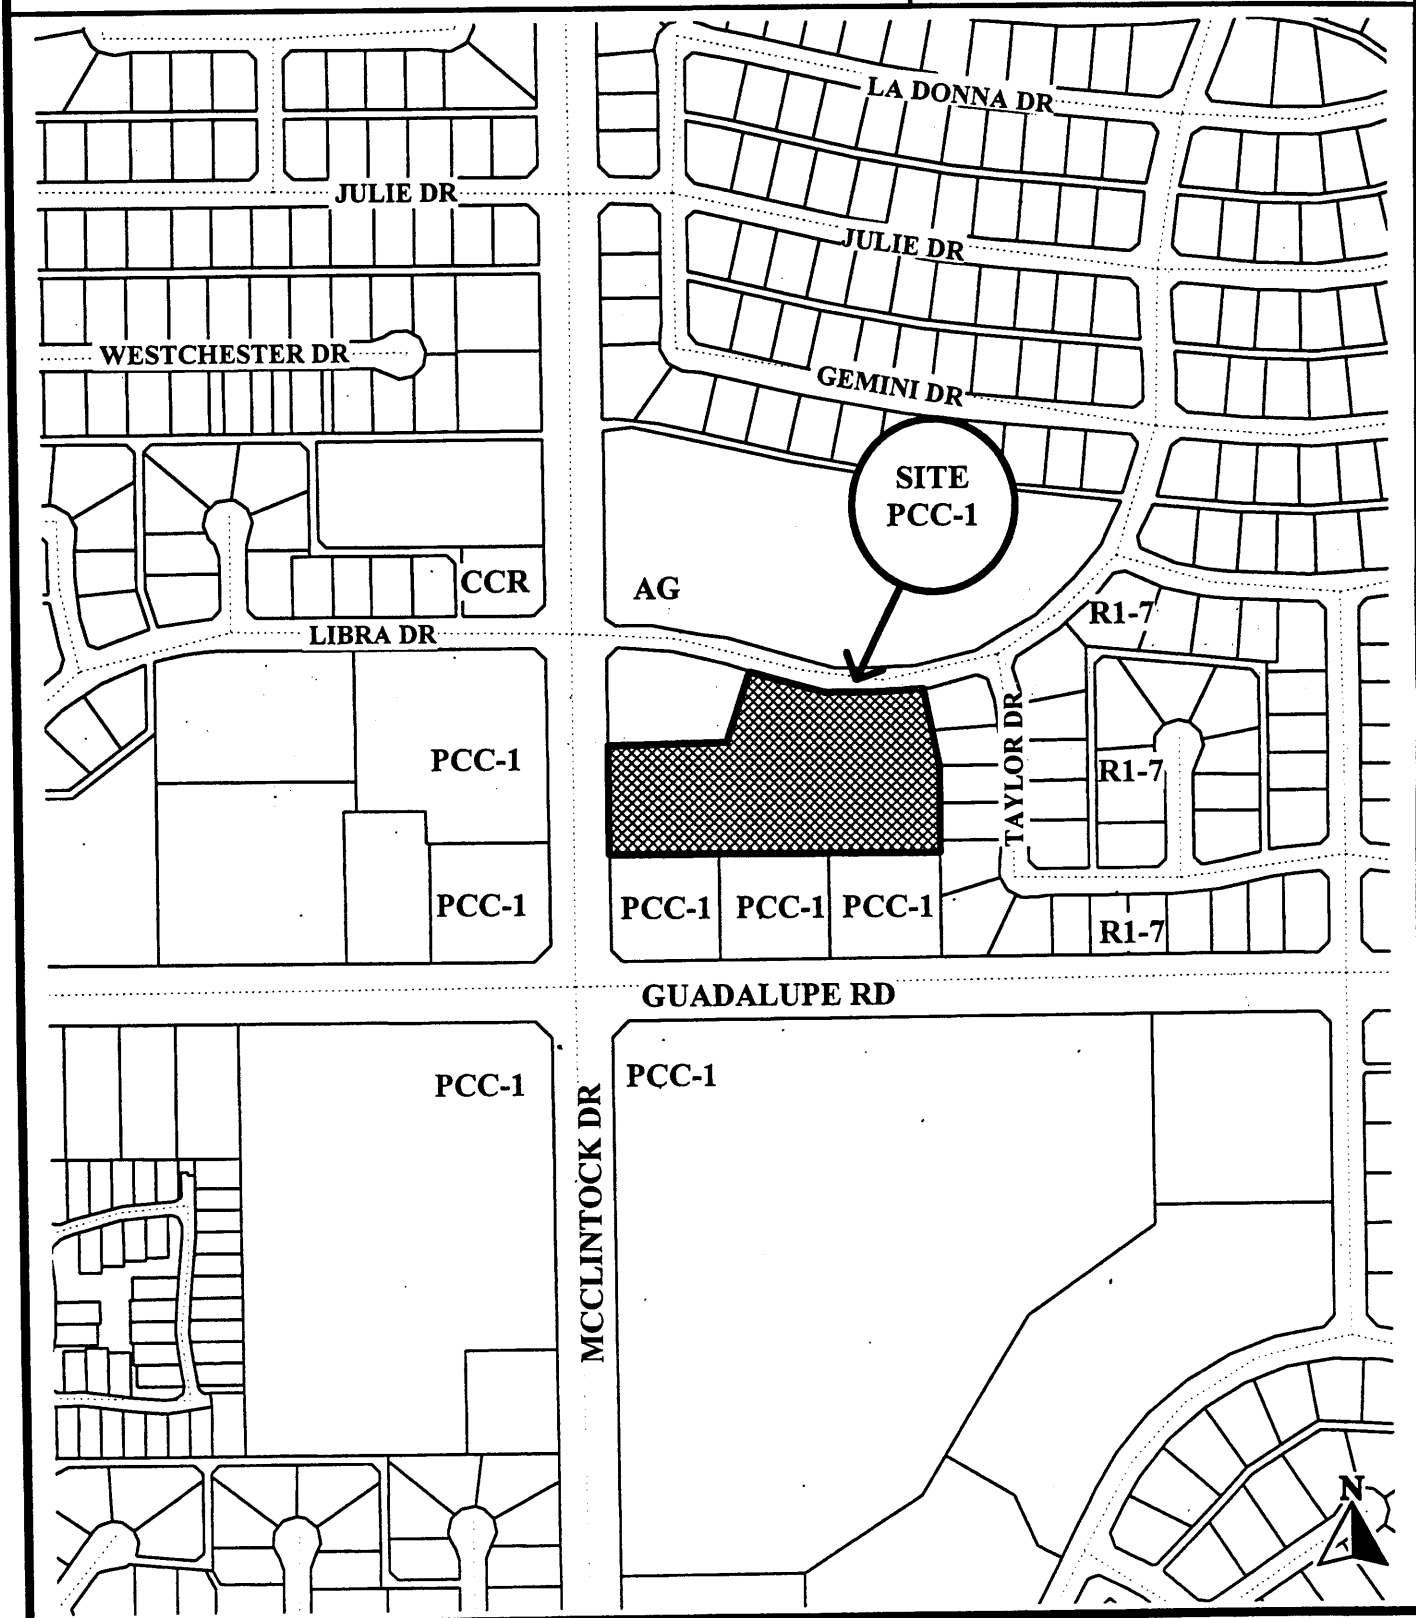 LA DONNA DR
JULIE DR
JULIE DR
WESTCHESTER DR
GEMINI DR
SITE
PCC-1
CCR
AG
R1-7
LIBRA DR
TAYLOR DR
PCC-1
R1-7
PCC-1
PCC-1
PCC-1
PCC-1
R1-7
GUADALUPE RD
PCC-1
PCC-1
MCCLINTOCK DR
N